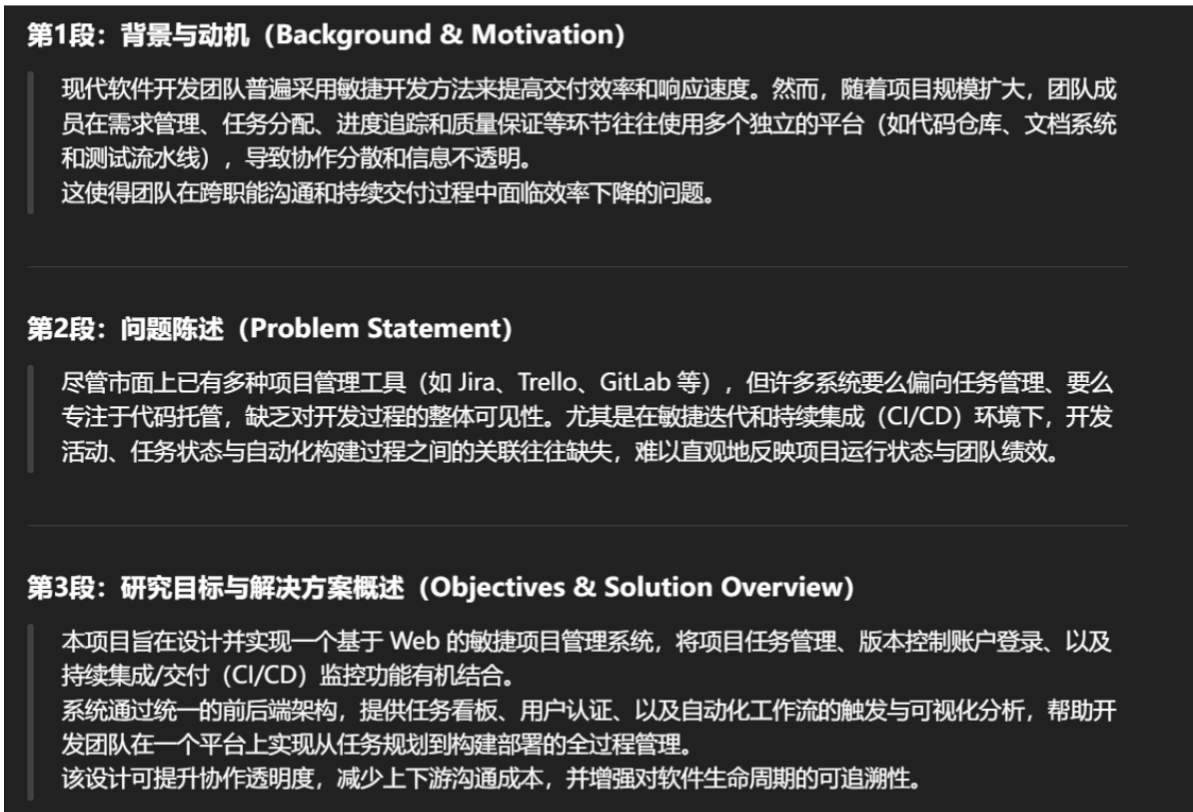 第1段：背景与动机（Background & Motivation）
现代软件开发团队普遍采用敏捷开发方法来提高交付效率和响应速度。然而，随着项目规模扩大，团队成
员在需求管理、任务分配、进度追踪和质量保证等环节往往使用多个独立的平台（如代码仓库、文档系统
和测试流水线），导致协作分散和信息不透明。
这使得团队在跨职能沟通和持续交付过程中面临效率下降的问题。
第2段：问题陈述（Problem Statement）
尽管市面上已有多种项目管理工具（如 Jira、Trello、GitLab 等），但许多系统要么偏向任务管理、要么
专注于代码托管，缺乏对开发过程的整体可见性。尤其是在敏捷迭代和持续集成（CI/CD）环境下，开发
活动、任务状态与自动化构建过程之间的关联往往缺失，难以直观地反映项目运行状态与团队绩效。
第3段：研究目标与解决方案概述（Objectives & Solution Overview）
本项目旨在设计并实现一个基于 Web 的敏捷项目管理系统，将项目任务管理、版本控制账户登录、以及
持续集成/交付（CI/CD）监控功能有机结合。
系统通过统一的前后端架构，提供任务看板、用户认证、以及自动化工作流的触发与可视化分析，帮助开
发团队在一个平台上实现从任务规划到构建部署的全过程管理。
该设计可提升协作透明度，减少上下游沟通成本，并增强对软件生命周期的可追溯性。